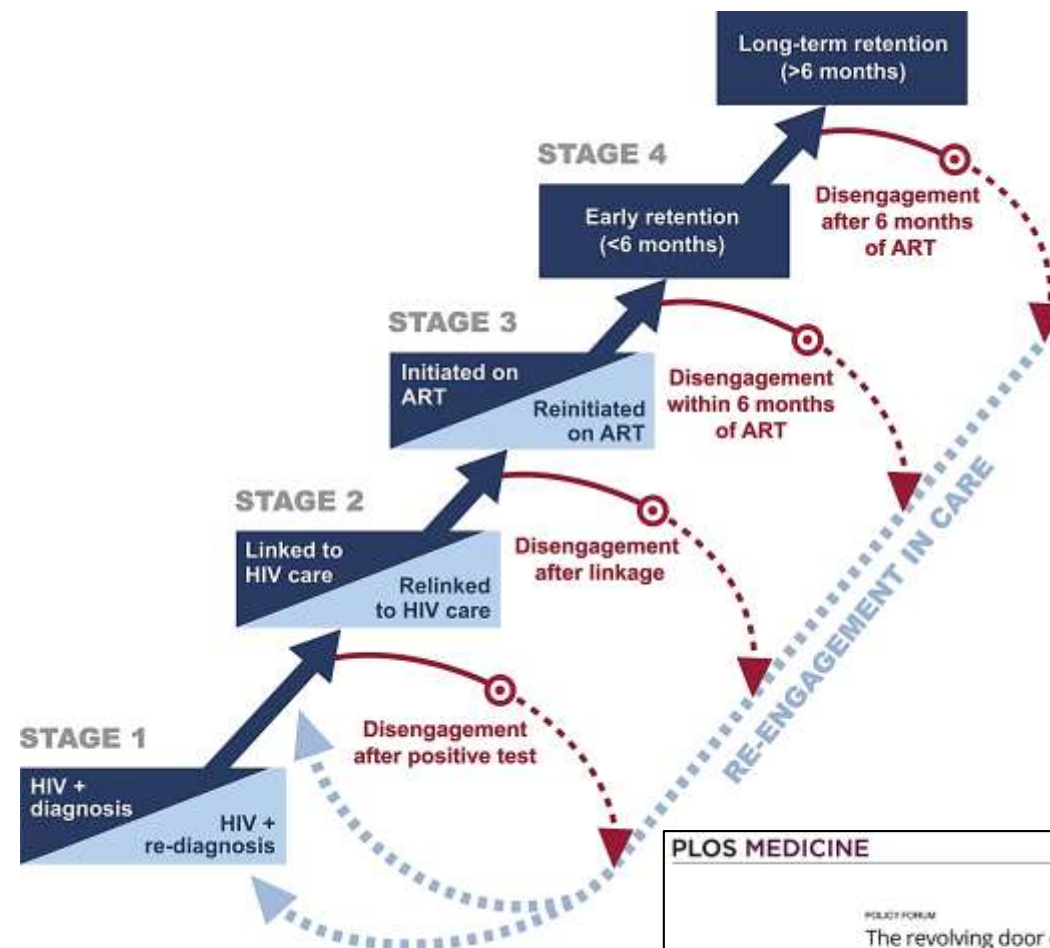 Long-term retention
(>6 months)
STAGE 4
Disengagement
after 6 months
of ART
Early retention
(<6 months)
STAGE 3
Initiated on
ART
Reinitiated
on ART
Disengagement
within 6 months
of ART
STAGE 2
Linked to
HIV care
Relinked
to HIV care
Disengagement
after linkage
RE-ENGAGEMENT IN CARE
STAGE 1
HIV +
diagnosis
HIV +
re-diagnosis
Disengagement
after positive test
PLOS MEDICINE
POLICY FORUM
The revolving door